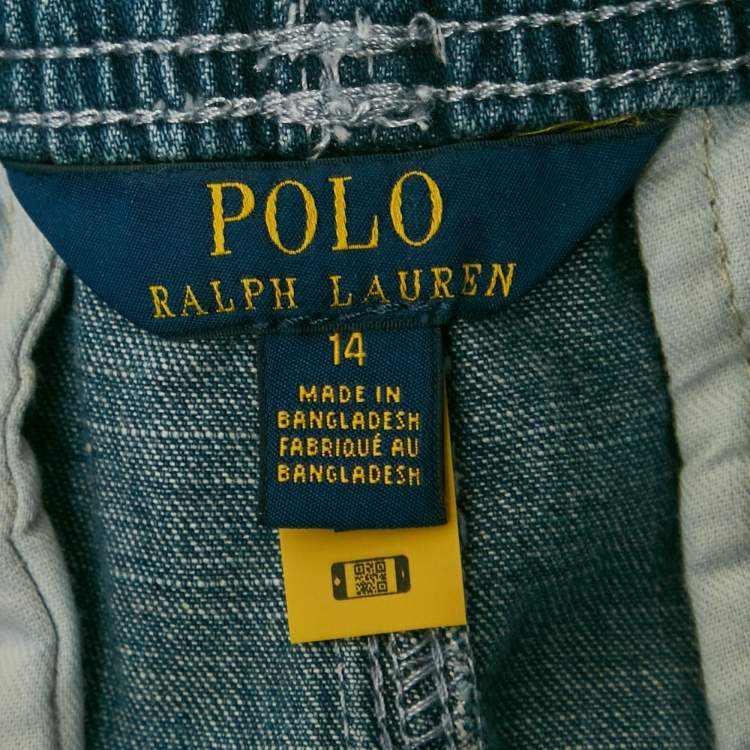 POLO
RALPH LAUREN
14
MADE IN
BANGLADESH
FABRIQUÉ AU
BANGLADESH